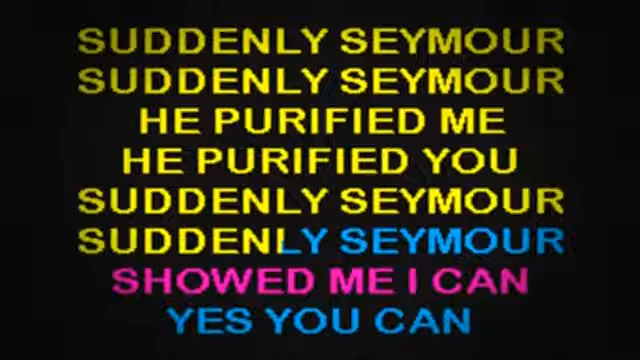 SUDDENLY SEYMOUR
SUDDENLY SEYMOUR
HE PURIFIED ME
HE PURIFIED YOU
SUDDENLY SEYMOUR
SUDDENLY SEYMOUR
SHOWED ME I CAN
YES YOU CAN